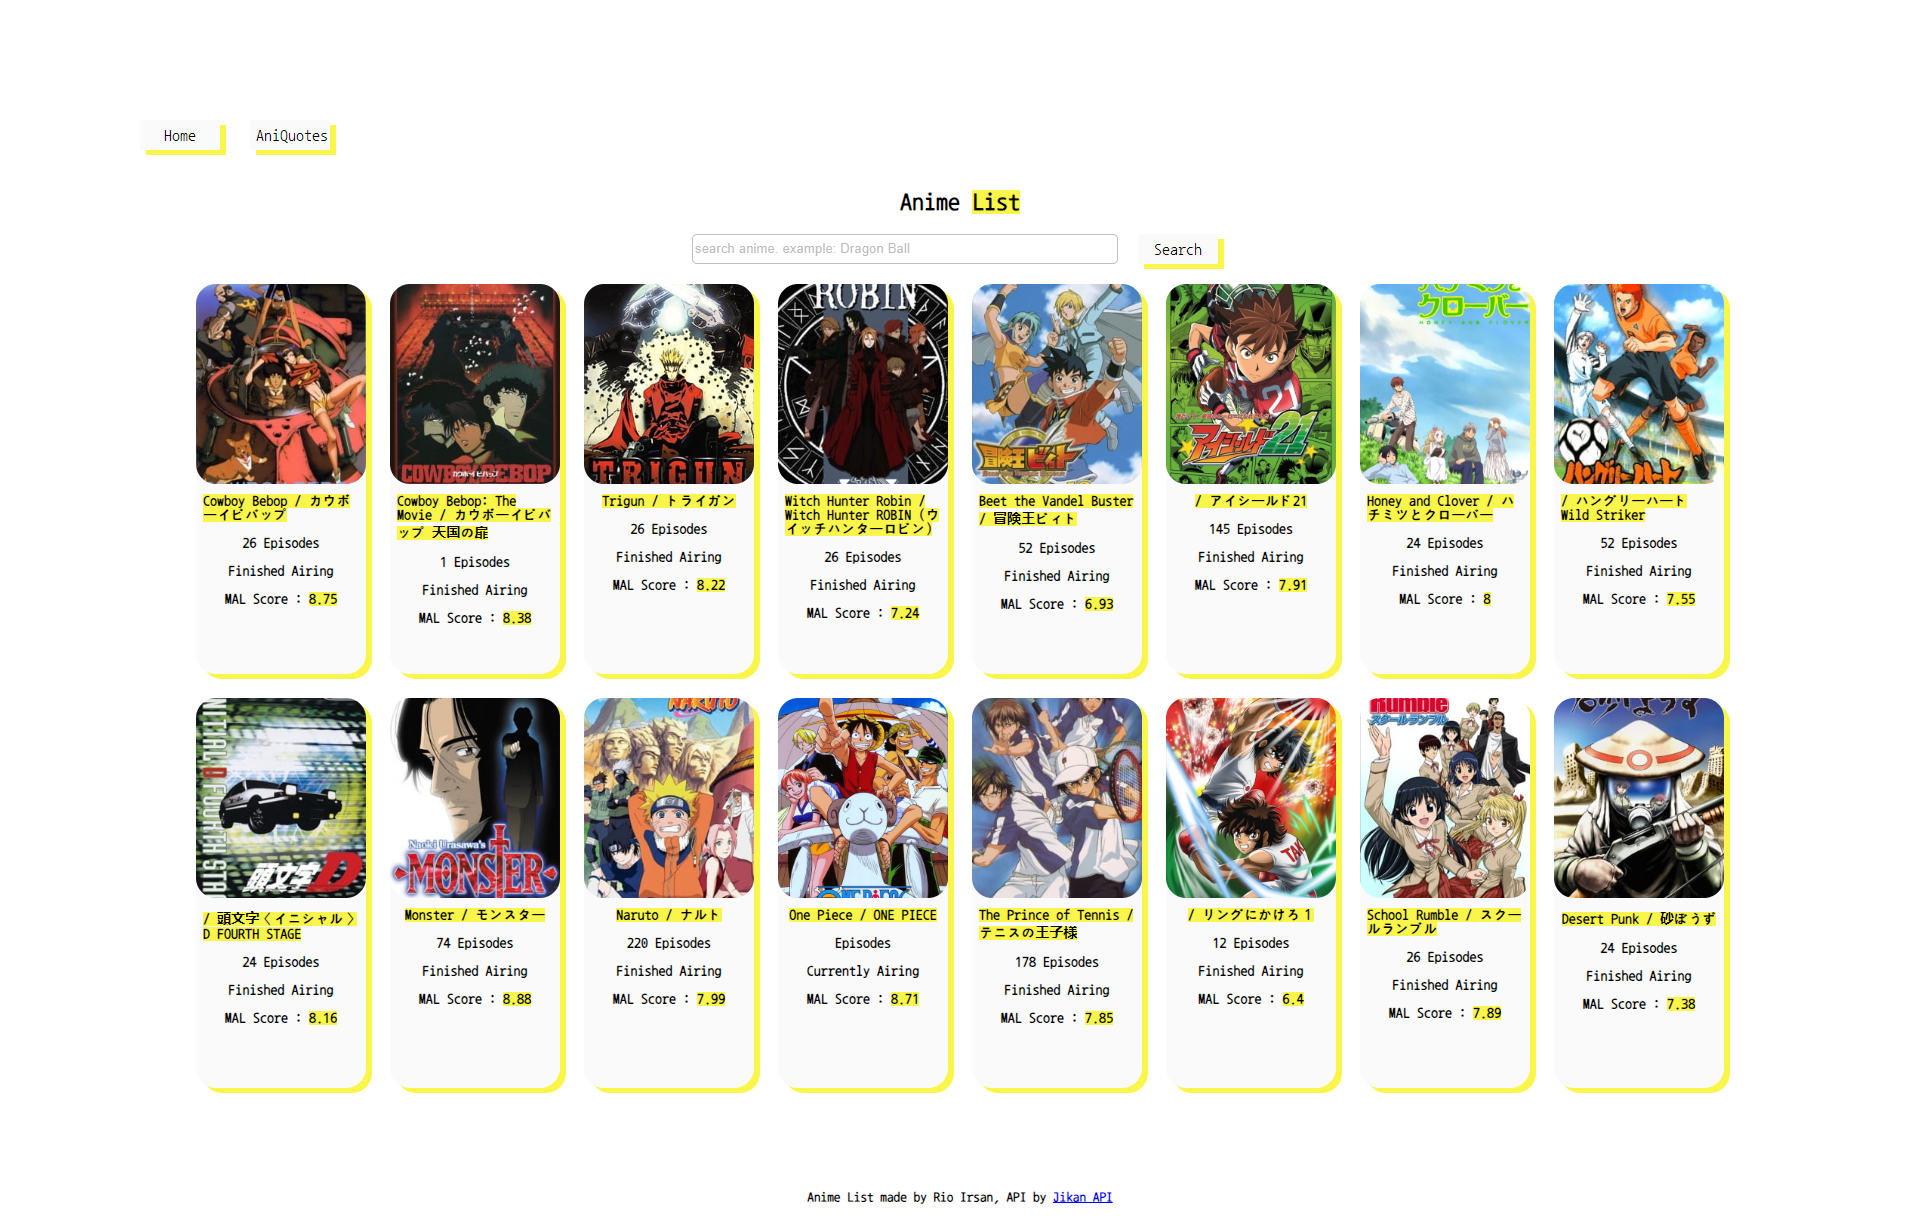 Home
AniQuotes
Anime List
search anime. example: Dragon Ball
Search
COWBOY BEBOP
カウボーイビバップ
TRIGUN
ROBIN
冒険王ビィト
アイシールド21
クローバー
HONEY AND CLOVER
ハングリーハート
Cowboy Bebop / カウボ
ーイビバップ
26 Episodes
Finished Airing
MAL Score : 8.75
Cowboy Bebop: The
Movie / カウボーイビバ
ップ 天国の扉
1 Episodes
Finished Airing
MAL Score : 8.38
Trigun / トライガン
26 Episodes
Finished Airing
MAL Score : 8.22
Witch Hunter Robin /
Witch Hunter ROBIN (ウ
イッチハンターロビン)
26 Episodes
Finished Airing
MAL Score : 7.24
Beet the Vandel Buster
/ 冒険王ビィト
52 Episodes
Finished Airing
MAL Score : 6.93
/ アイシールド21
145 Episodes
Finished Airing
MAL Score : 7.91
Honey and Clover / ハ
チミツとクローバー
24 Episodes
Finished Airing
MAL Score : 8
/ ハングリーハート
Wild Striker
52 Episodes
Finished Airing
MAL Score : 7.55
頭文字D
Naoki Urasawa's
MONSTER
NARUTO
ONE PIECE
Rumble
スクールランブル
/ 頭文字〈イニシャル〉
D FOURTH STAGE
24 Episodes
Finished Airing
MAL Score : 8.16
Monster / モンスター
74 Episodes
Finished Airing
MAL Score : 8.88
Naruto / ナルト
220 Episodes
Finished Airing
MAL Score : 7.99
One Piece / ONE PIECE
Episodes
Currently Airing
MAL Score : 8.71
The Prince of Tennis /
テニスの王子様
178 Episodes
Finished Airing
MAL Score : 7.85
/ リングにかけろ 1
12 Episodes
Finished Airing
MAL Score : 6.4
School Rumble / スクー
ルランブル
26 Episodes
Finished Airing
MAL Score : 7.89
Desert Punk / 砂ぼうず
24 Episodes
Finished Airing
MAL Score : 7.38
Anime List made by Rio Irsan, API by Jikan API